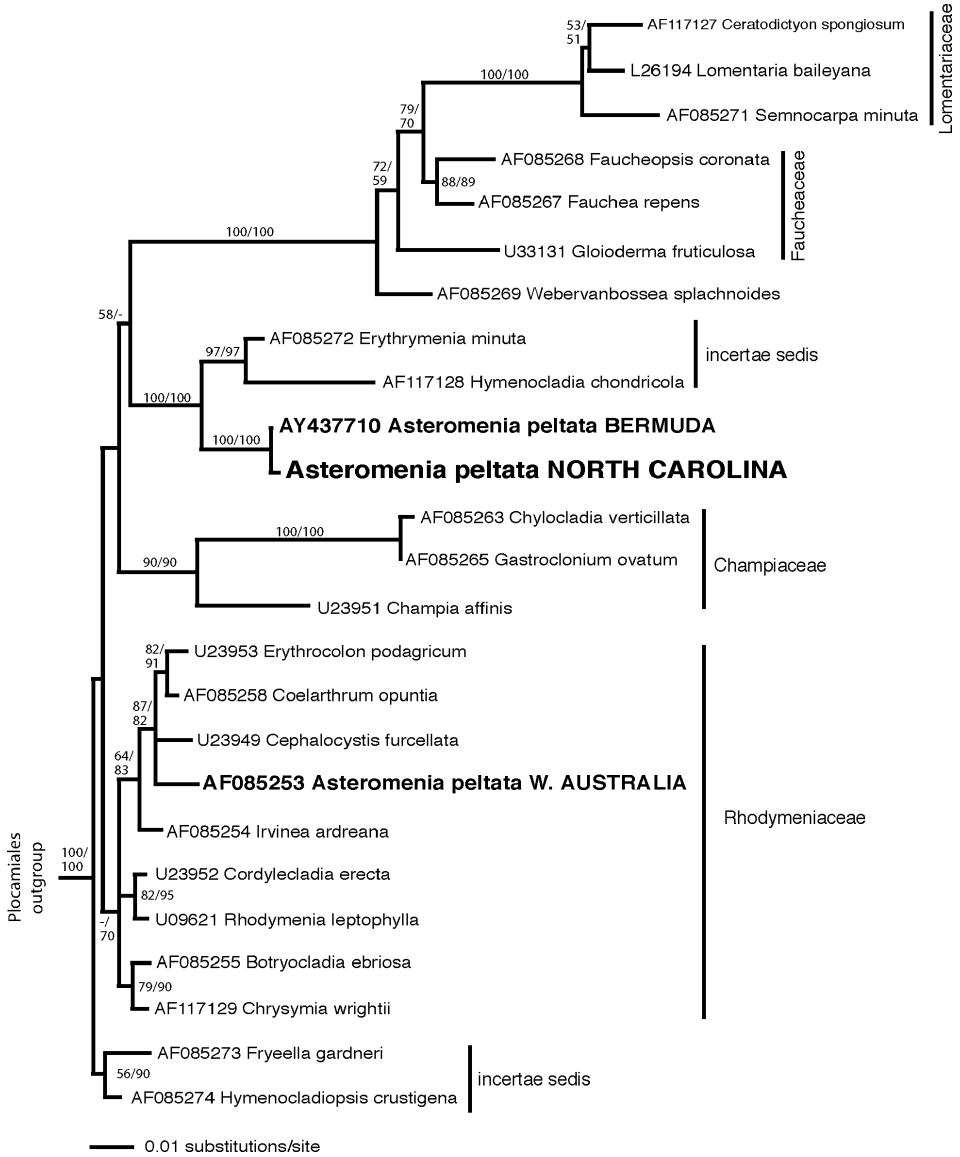 53/
51
AF117127 Ceratodictyon spongiosum
L26194 Lomentaria baileyana
100/100
AF085271 Semnocarpa minuta
Lomentariaceae
79/
70
AF085268 Faucheopsis coronata
88/89
AF085267 Fauchea repens
72/
59
U33131 Gloioderma fruticulosa
Faucheaceae
100/100
AF085269 Webervanbossea splachnoides
58/-
AF085272 Erythrymenia minuta
97/97
AF117128 Hymenocladia chondricola
incertae sedis
100/100
AY437710 Asteromenia peltata BERMUDA
100/100
Asteromenia peltata NORTH CAROLINA
AF085263 Chylocladia verticillata
100/100
AF085265 Gastroclonium ovatum
90/90
U23951 Champia affinis
Champiaceae
82/
91
U23953 Erythrocolon podagricum
AF085258 Coelarthrum opuntia
87/
82
U23949 Cephalocystis furcellata
AF085253 Asteromenia peltata W. AUSTRALIA
64/
83
AF085254 Irvinea ardreana
Rhodymeniaceae
U23952 Cordylecladia erecta
82/95
U09621 Rhodymenia leptophylla
-/
70
AF085255 Botryocladia ebriosa
79/90
AF117129 Chrysymia wrightii
Plocamiales
outgroup
100/
100
AF085273 Fryeella gardneri
56/90
AF085274 Hymenocladiopsis crustigena
incertae sedis
0.01 substitutions/site